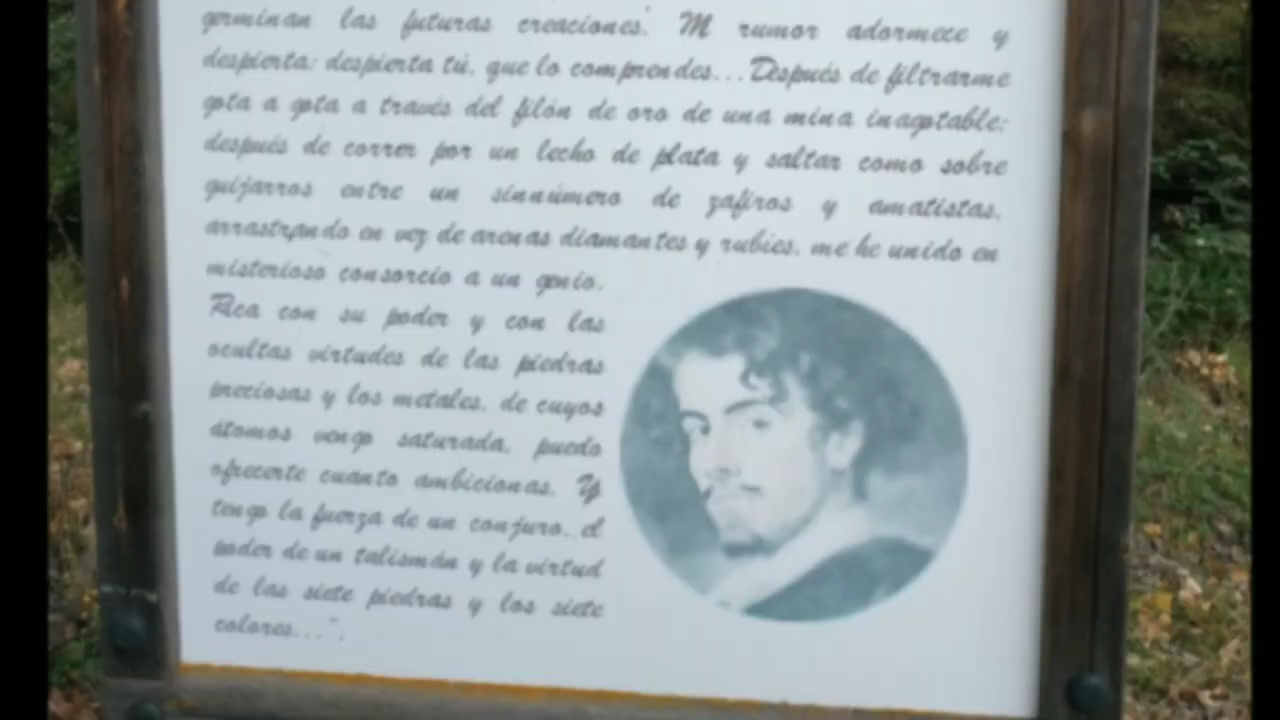 germinan las futuras creaciones. M rumor adormece y
despierta: despierta tú, que lo comprendes... Después de filtrarme
gota a gota a través del filón de oro de una mina inagotable;
después de correr por un lecho de plata y saltar como sobre
guijarros entre un sinnúmero de zafiros y amatistas,
arrastrando en vez de arenas diamantes y rubíes, me he unido en
misterioso consorcio a un genio.
Rica con su poder y con las
ocultas virtudes de las piedras
preciosas y los metales, de cuyos
átomos vengo saturada, puedo
ofrecerte cuanto ambicionas. Y
tengo la fuerza de un conjuro, el
poder de un talismán y la virtud
de las siete piedras y los siete
colores...".